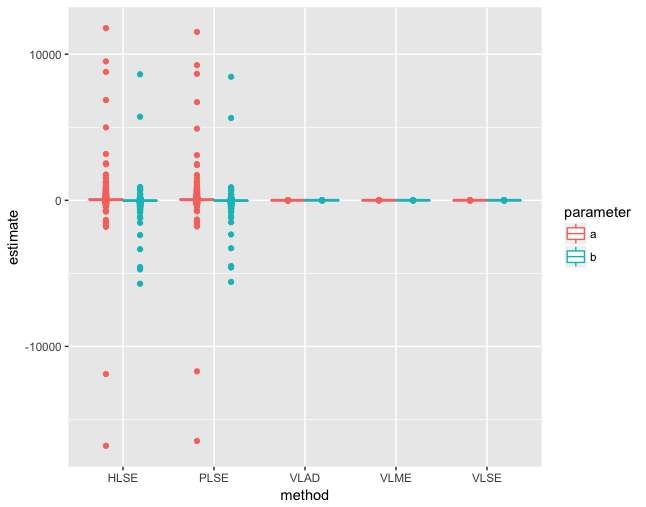 10000
0
-10000
estimate
HLSE
PLSE
VLAD
VLME
VLSE
method
parameter
a
b